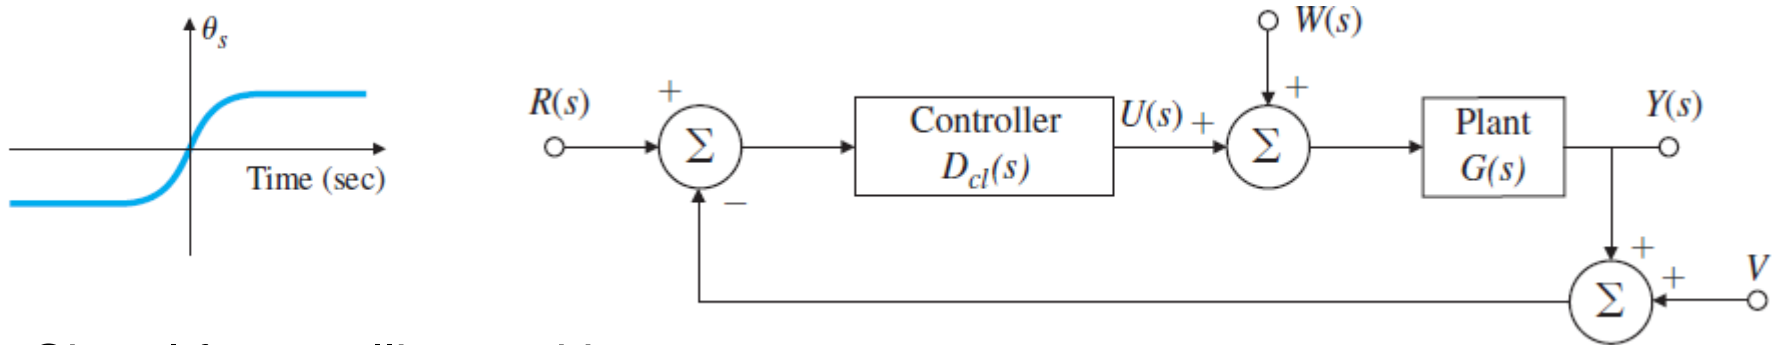 θs
Time (sec)
R(s)
+
Σ
−
Controller
Dcl(s)
U(s) +
W(s)
+
Σ
Plant
G(s)
Y(s)
+
+
Σ
V